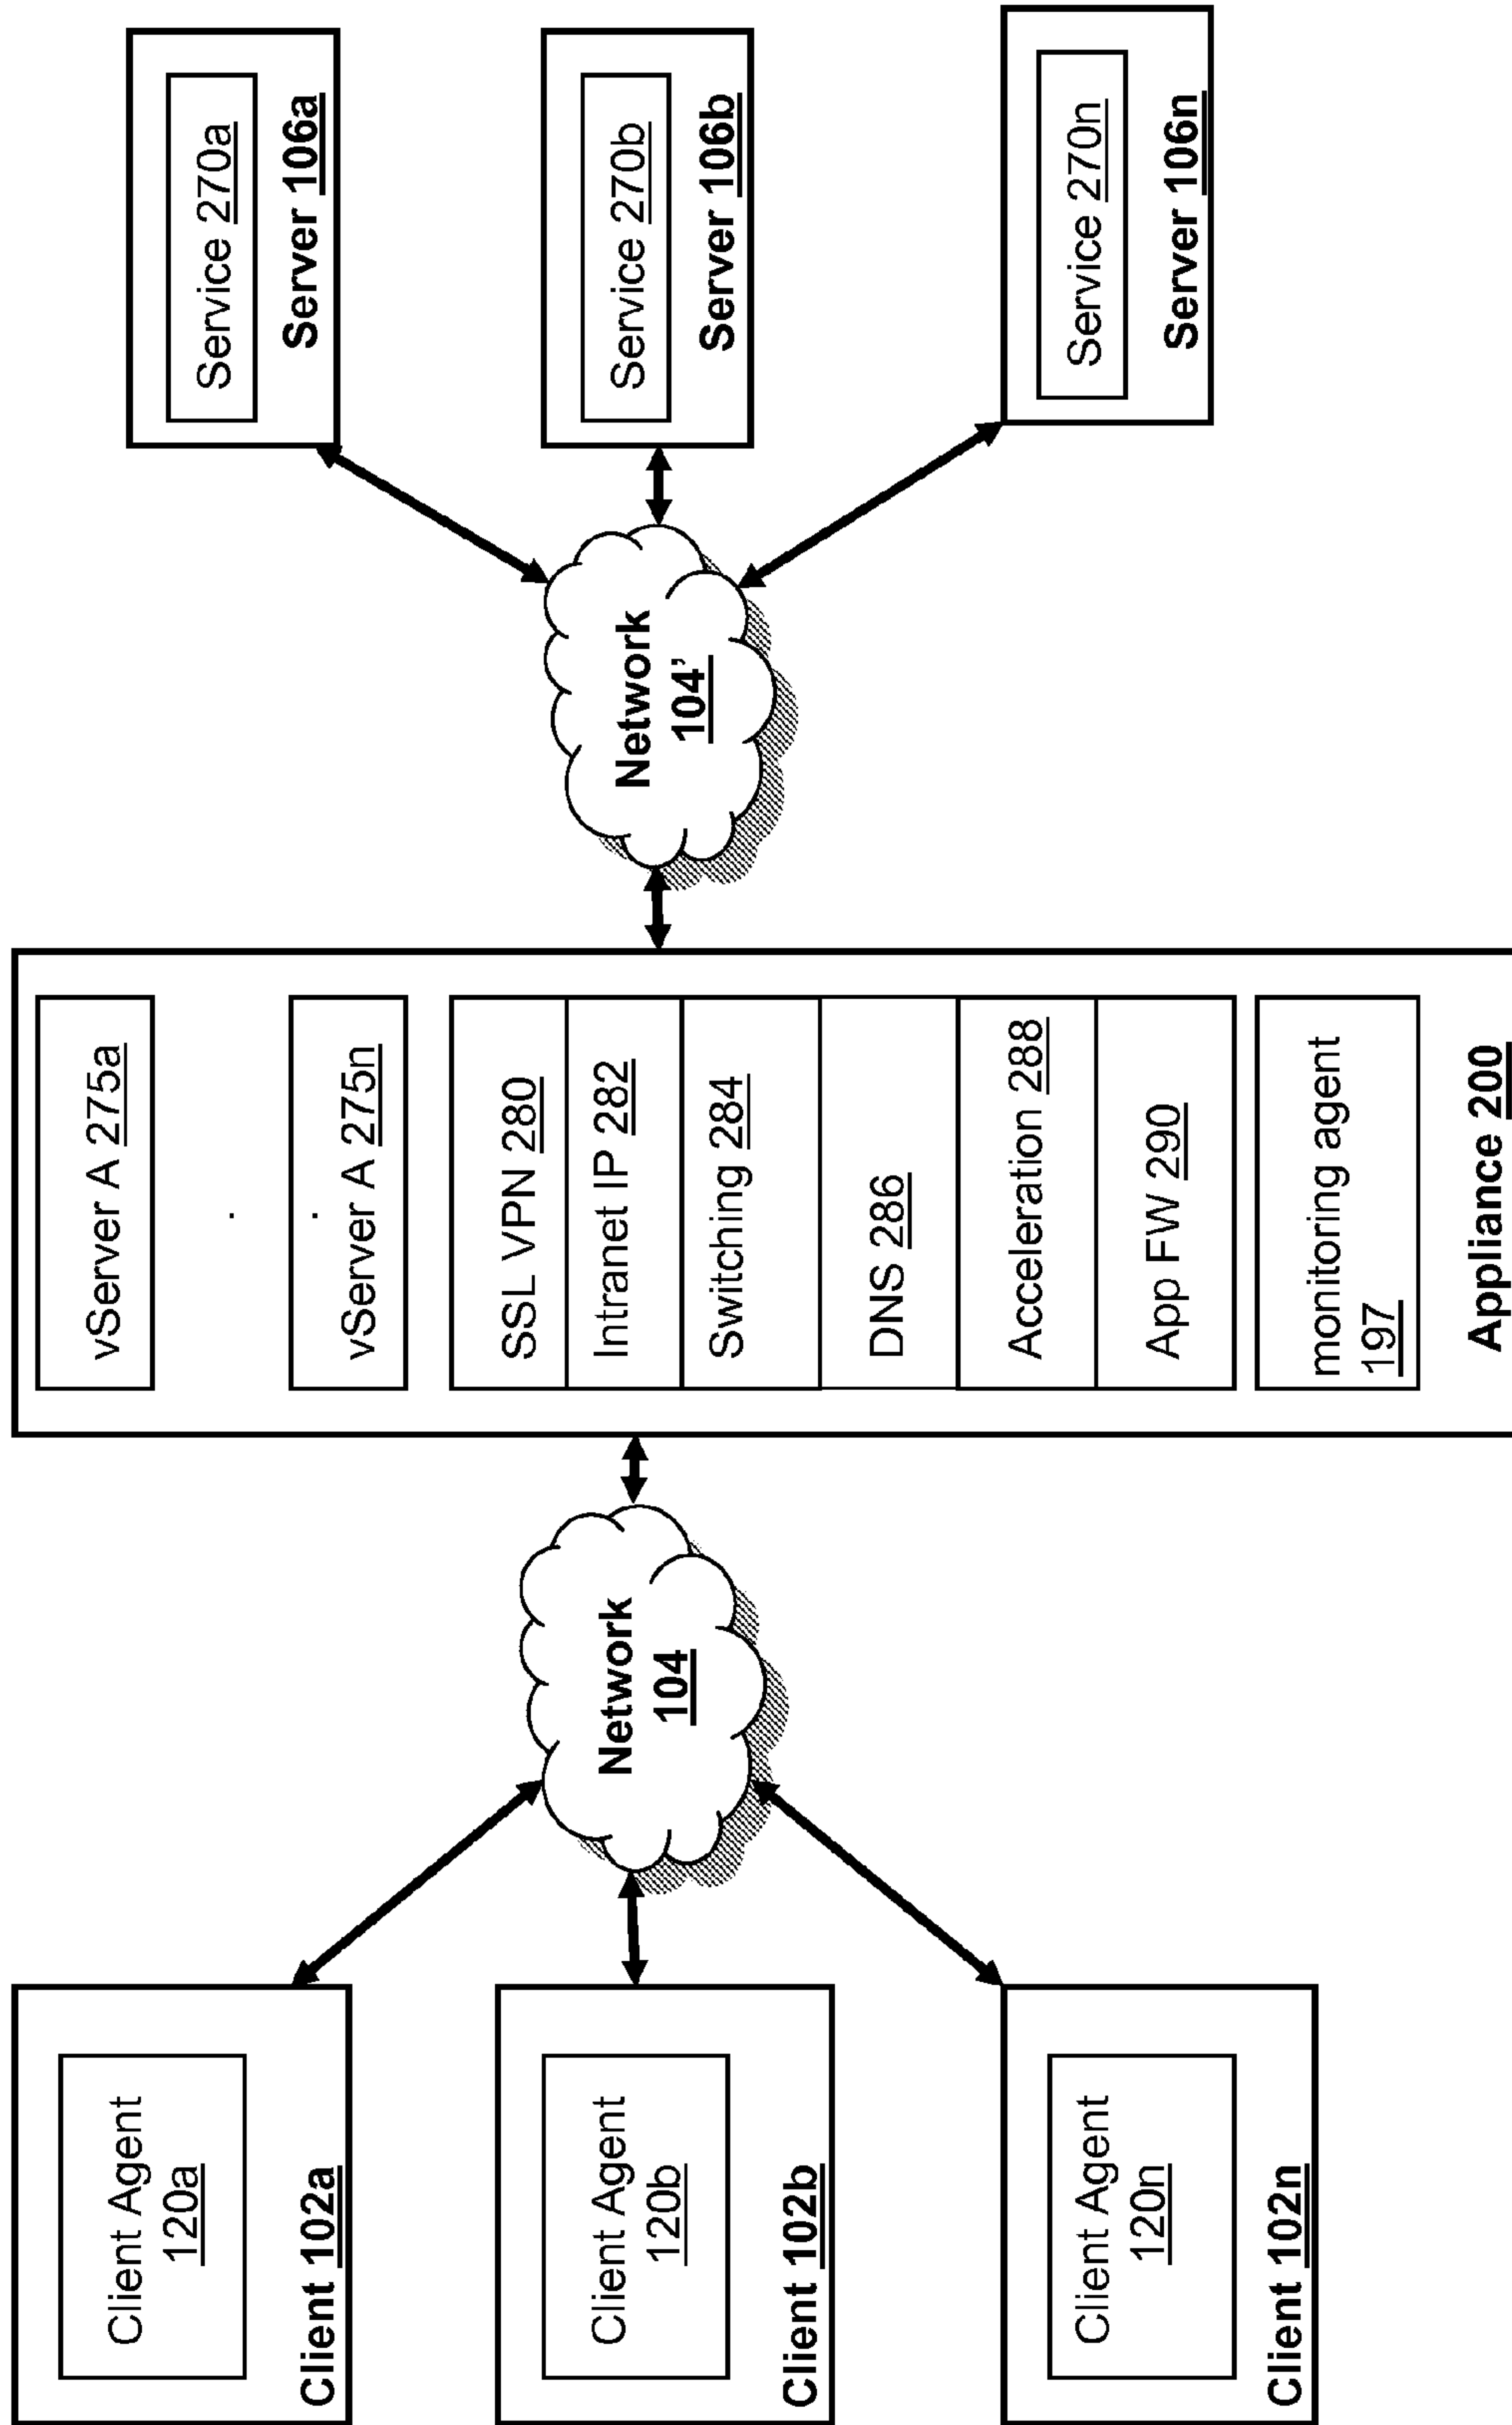 Client Agent
120a
Client 102a
Client Agent
120b
Client 102b
Client Agent
120n
Client 102n
Network
104
vServer A 275a
.
.
vServer A 275n
SSL VPN 280
Intranet IP 282
Switching 284
DNS 286
Acceleration 288
App FW 290
monitoring agent
197
Appliance 200
Network
104’
Service 270a
Server 106a
Service 270b
Server 106b
Service 270n
Server 106n